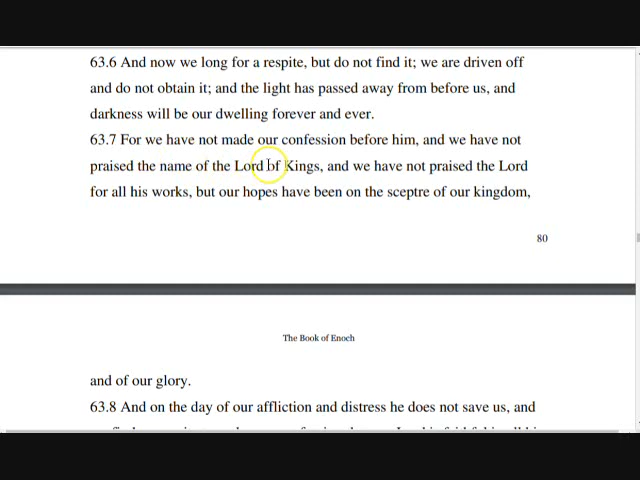 63.6 And now we long for a respite, but do not find it; we are driven off
and do not obtain it; and the light has passed away from before us, and
darkness will be our dwelling forever and ever.
63.7 For we have not made our confession before him, and we have not
praised the name of the Lord of Kings, and we have not praised the Lord
for all his works, but our hopes have been on the sceptre of our kingdom,
80
The Book of Enoch
and of our glory.
63.8 And on the day of our affliction and distress he does not save us, and